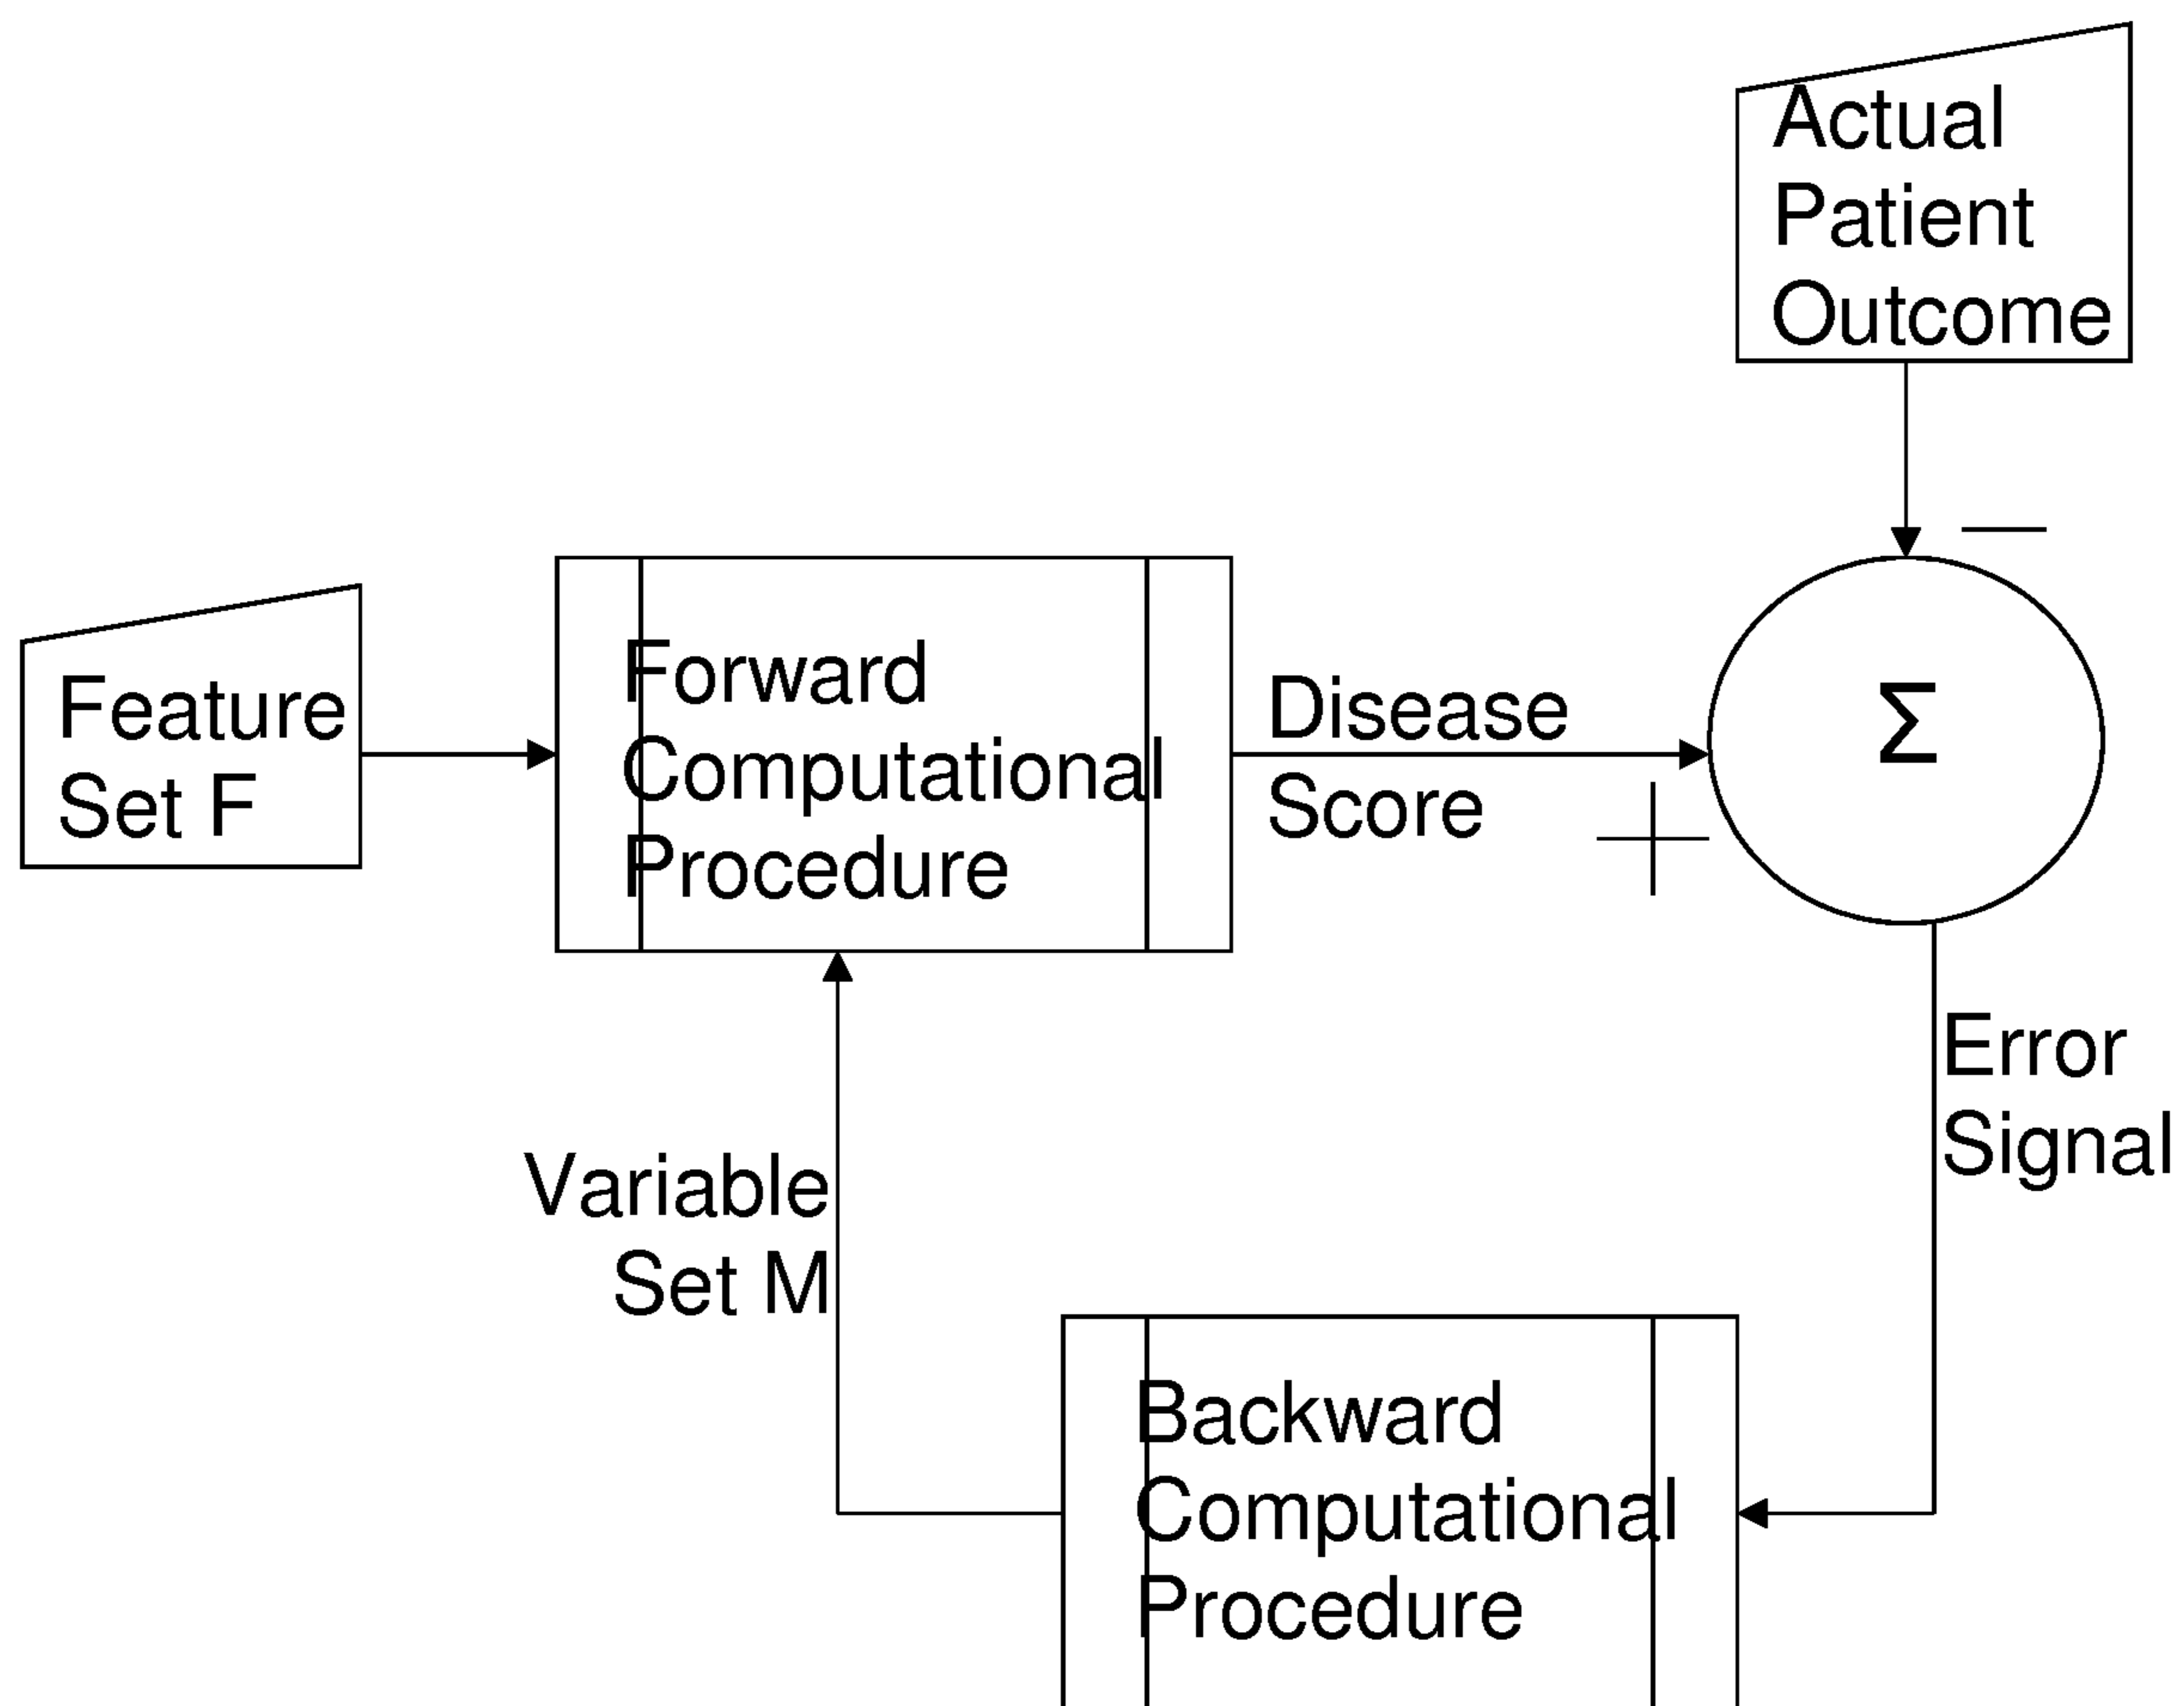 Actual
Patient
Outcome
—
Feature
Set F
Forward
Computational
Procedure
Disease
Score
+
Σ
Error
Signal
Variable
Set M
Backward
Computational
Procedure